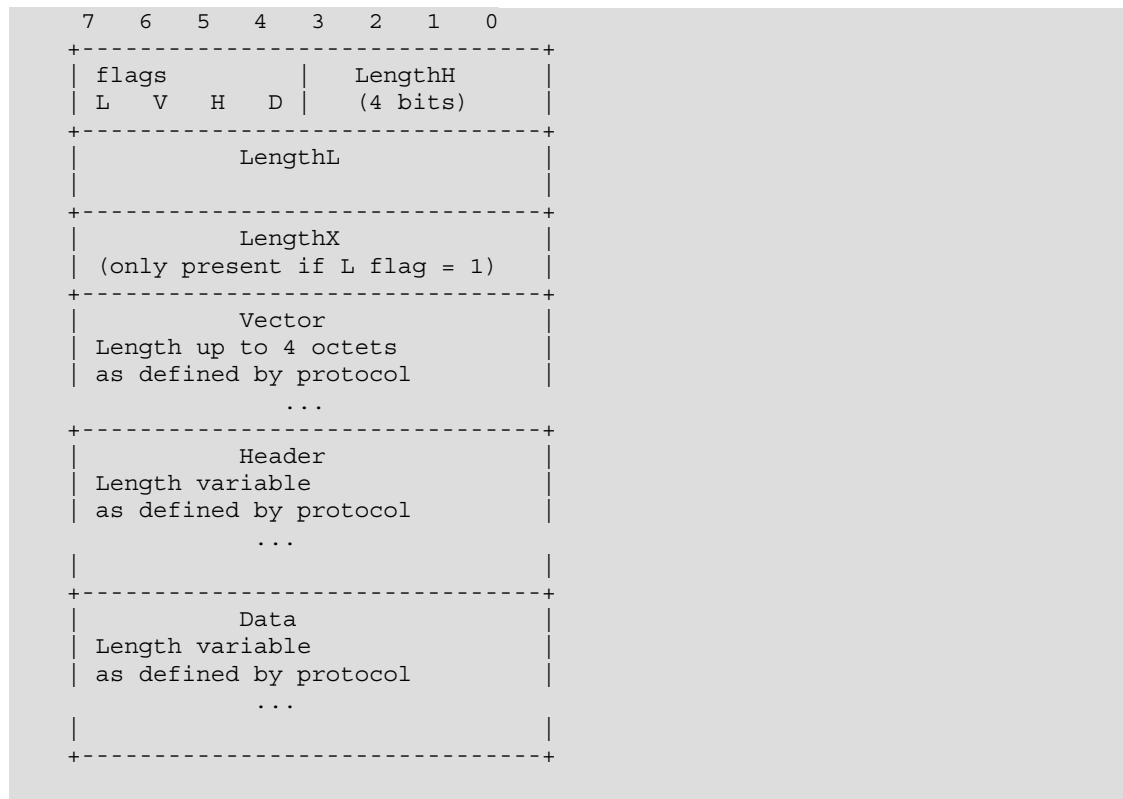 7 6 5 4 3 2 1 0
+---------------------------------+
| flags | LengthH |
| L V H D | (4 bits) |
+---------------------------------+
| LengthL |
| |
+---------------------------------+
| LengthX |
| (only present if L flag = 1) |
+---------------------------------+
| Vector |
| Length up to 4 octets |
| as defined by protocol |
...
+---------------------------------+
| Header |
| Length variable |
| as defined by protocol |
...
| |
+---------------------------------+
| Data |
| Length variable |
| as defined by protocol |
...
| |
+---------------------------------+